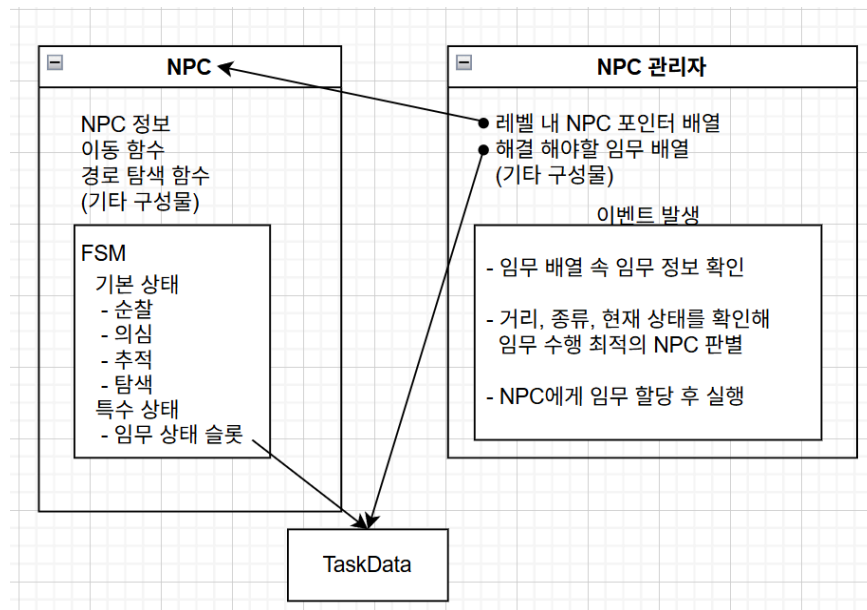 NPC
NPC 정보
이동 함수
경로 탐색 함수
(기타 구성물)
FSM
기본 상태
- 순찰
- 의심
- 추적
- 탐색
특수 상태
- 임무 상태 슬롯
NPC 관리자
레벨 내 NPC 포인터 배열
해결 해야할 임무 배열
(기타 구성물)
이벤트 발생
- 임무 배열 속 임무 정보 확인
- 거리, 종류, 현재 상태를 확인해
임무 수행 최적의 NPC 판별
- NPC에게 임무 할당 후 실행
TaskData